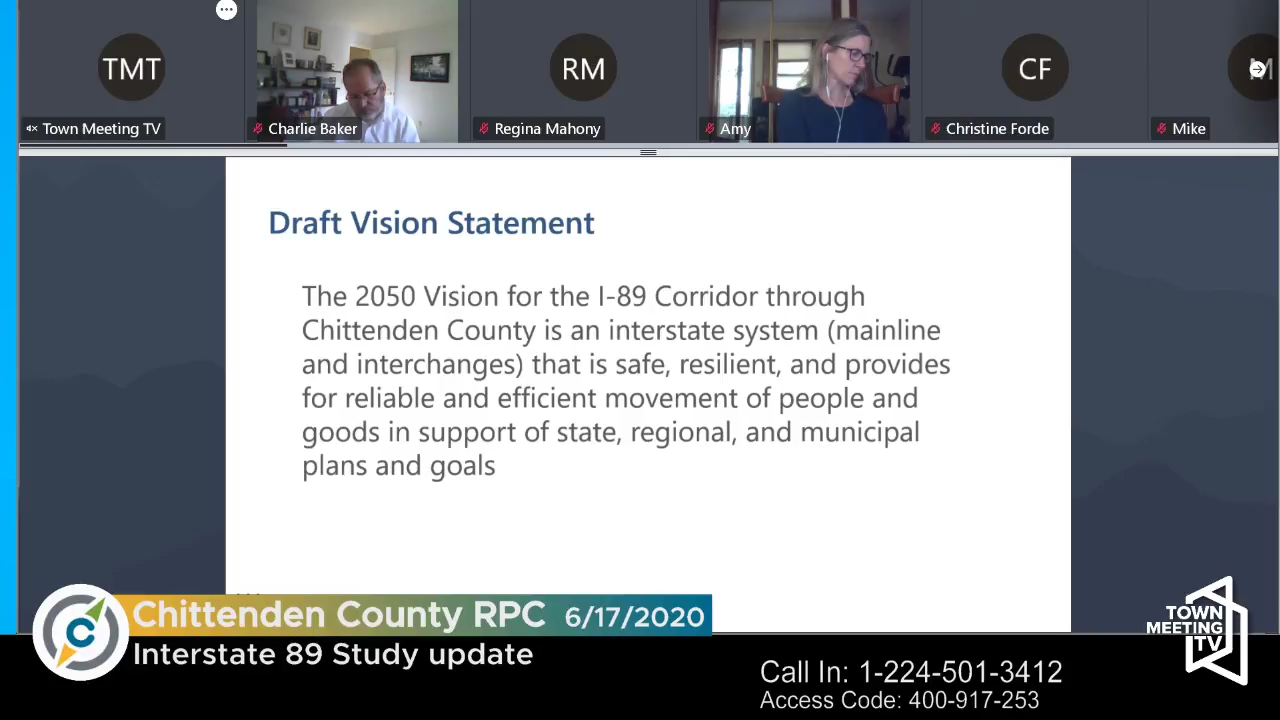 TMT
RM
CF
M
Town Meeting TV
Charlie Baker
Regina Mahony
Amy
Christine Forde
Mike
Draft Vision Statement
The 2050 Vision for the I-89 Corridor through
Chittenden County is an interstate system (mainline
and interchanges) that is safe, resilient, and provides
for reliable and efficient movement of people and
goods in support of state, regional, and municipal
plans and goals
C
Chittenden County RPC 6/17/2020
Interstate 89 Study update
Call In: 1-224-501-3412
Access Code: 400-917-253
TOWN
MEETING
TV